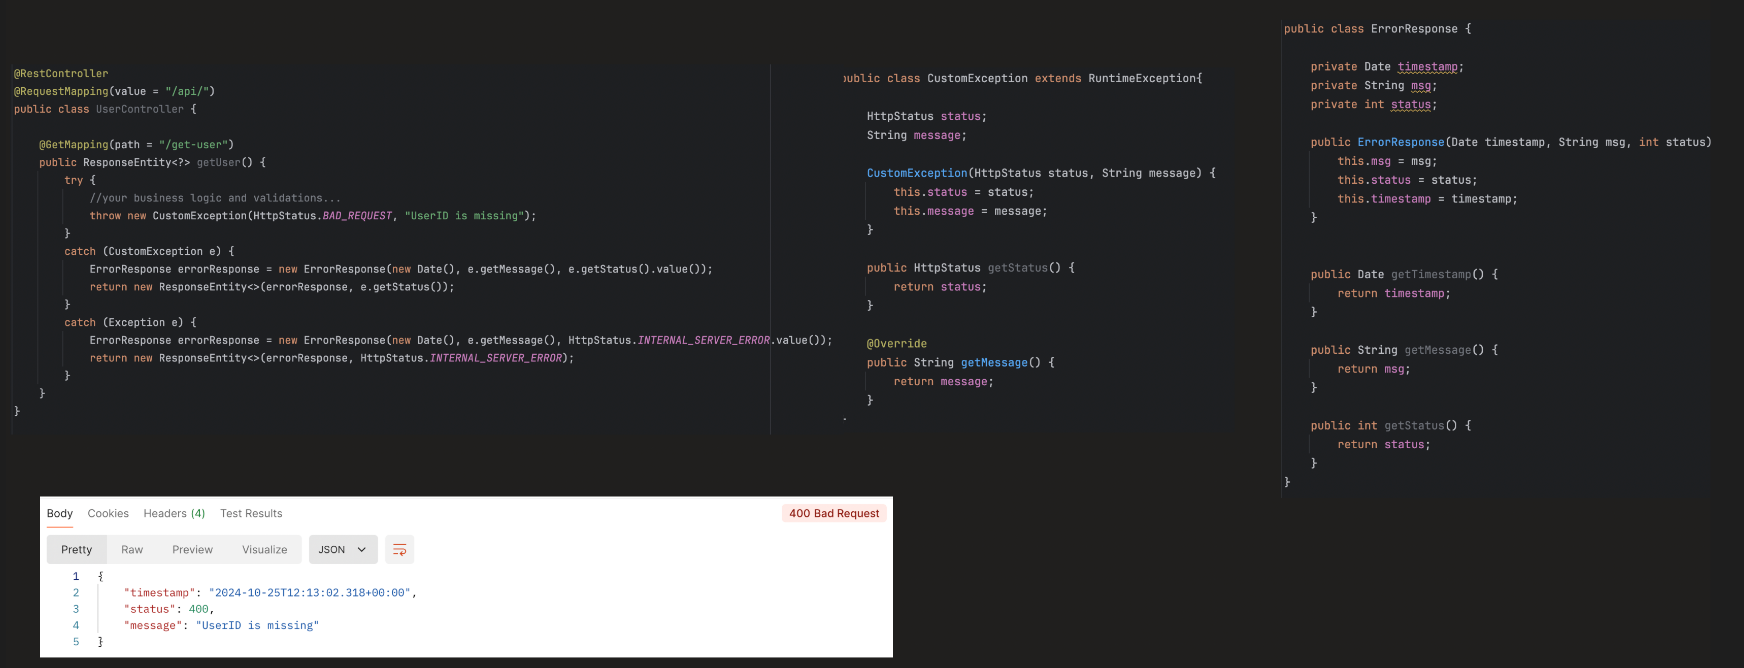 @RestController
@RequestMapping(value = "/api/")
public class UserController {
@GetMapping(path = "/get-user")
public ResponseEntity<?> getUser() {
try {
//your business logic and validations...
throw new CustomException(HttpStatus.BAD_REQUEST, "UserID is missing");
}
catch (CustomException e) {
ErrorResponse errorResponse = new ErrorResponse(new Date(), e.getMessage(), e.getStatus().value());
return new ResponseEntity<>(errorResponse, e.getStatus());
}
catch (Exception e) {
ErrorResponse errorResponse = new ErrorResponse(new Date(), e.getMessage(), HttpStatus.INTERNAL_SERVER_ERROR.value());
return new ResponseEntity<>(errorResponse, HttpStatus.INTERNAL_SERVER_ERROR);
}
}
}
public class CustomException extends RuntimeException{
HttpStatus status;
String message;
CustomException(HttpStatus status, String message) {
this.status = status;
this.message = message;
}
public HttpStatus getStatus() {
return status;
}
@Override
public String getMessage() {
return message;
}
public class ErrorResponse {
private Date timestamp;
private String msg;
private int status;
public ErrorResponse(Date timestamp, String msg, int status)
this.msg = msg;
this.status = status;
this.timestamp = timestamp;
}
public Date getTimestamp() {
return timestamp;
}
public String getMessage() {
return msg;
}
public int getStatus() {
return status;
}
}
Body Cookies Headers (4) Test Results 400 Bad Request
Pretty Raw Preview Visualize JSON
1 {
2 "timestamp": "2024-10-25T12:13:02.318+00:00",
3 "status": 400,
4 "message": "UserID is missing"
5 }